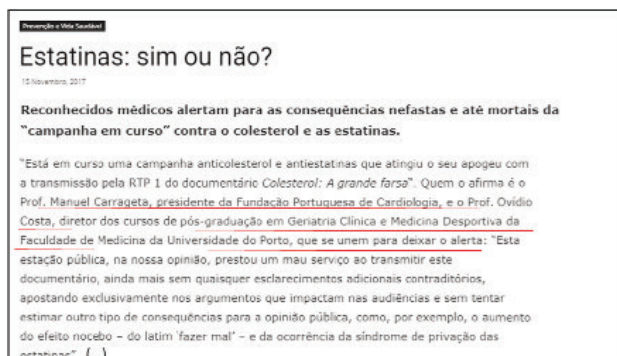 Prevenção e Vida Saudável
Estatinas: sim ou não?
15 Novembro, 2017
Reconhecidos médicos alertam para as consequências nefastas e até mortais da
“campanha em curso” contra o colesterol e as estatinas.
“Está em curso uma campanha anticolesterol e antiestatinas que atingiu o seu apogeu com
a transmissão pela RTP 1 do documentário Colesterol: A grande farsa“. Quem o afirma é o
Prof. Manuel Carrageta, presidente da Fundação Portuguesa de Cardiologia, e o Prof. Ovídio
Costa, diretor dos cursos de pós-graduação em Geriatria Clínica e Medicina Desportiva da
Faculdade de Medicina da Universidade do Porto, que se unem para deixar o alerta: “Esta
estação pública, na nossa opinião, prestou um mau serviço ao transmitir este
documentário, ainda mais sem quaisquer esclarecimentos adicionais contraditórios,
apostando exclusivamente nos argumentos que impactam nas audiências e sem tentar
estimar outro tipo de consequências para a opinião pública, como, por exemplo, o aumento
do efeito nocebo – do latim ‘fazer mal’ – e da ocorrência da síndrome de privação das
estatinas”. (...)